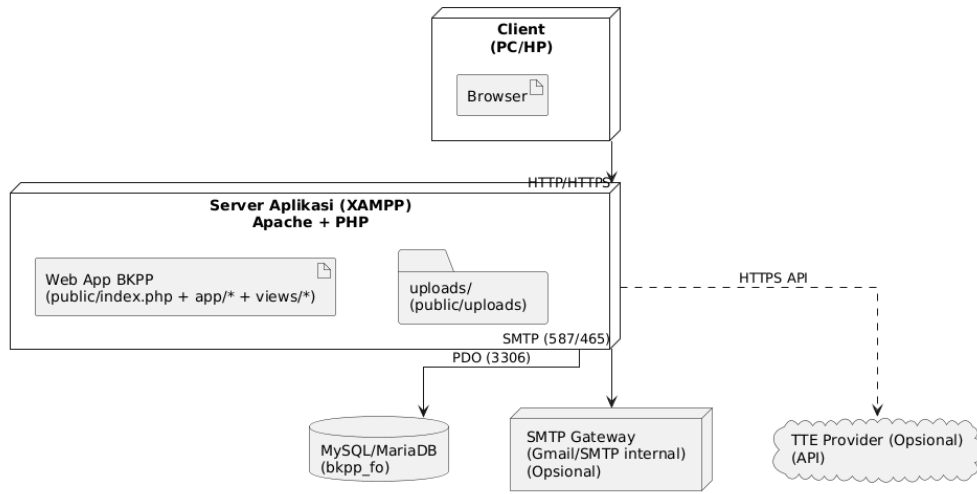 Client
(PC/HP)
Browser
HTTP/HTTPS
Server Aplikasi (XAMPP)
Apache + PHP
Web App BKPP
(public/index.php + app/* + views/*)
uploads/
(public/uploads)
HTTPS API
SMTP (587/465)
PDO (3306)
MySQL/MariaDB
(bkpp_fo)
SMTP Gateway
(Gmail/SMTP internal)
(Opsional)
TTE Provider (Opsional)
(API)